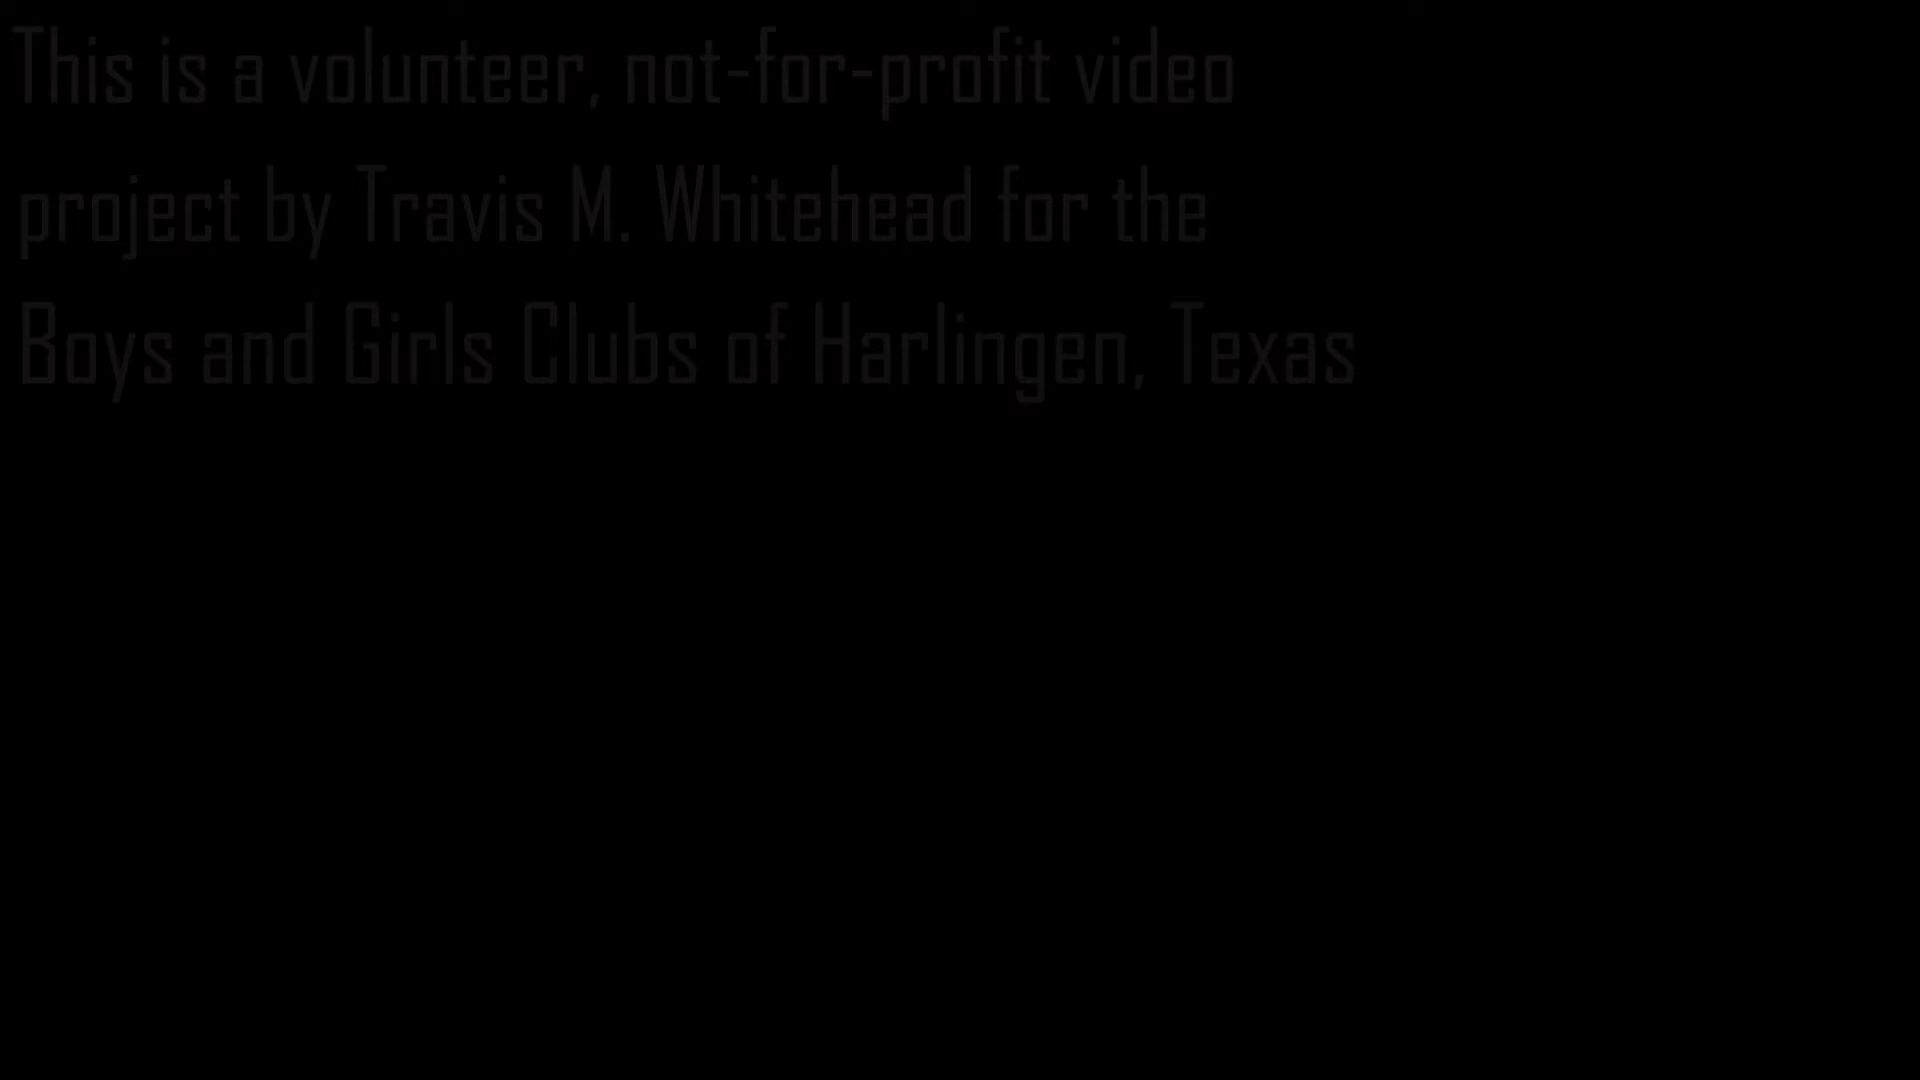 This is a volunteer, not-for-profit video
project by Travis M. Whitehead for the
Boys and Girls Clubs of Harlingen, Texas